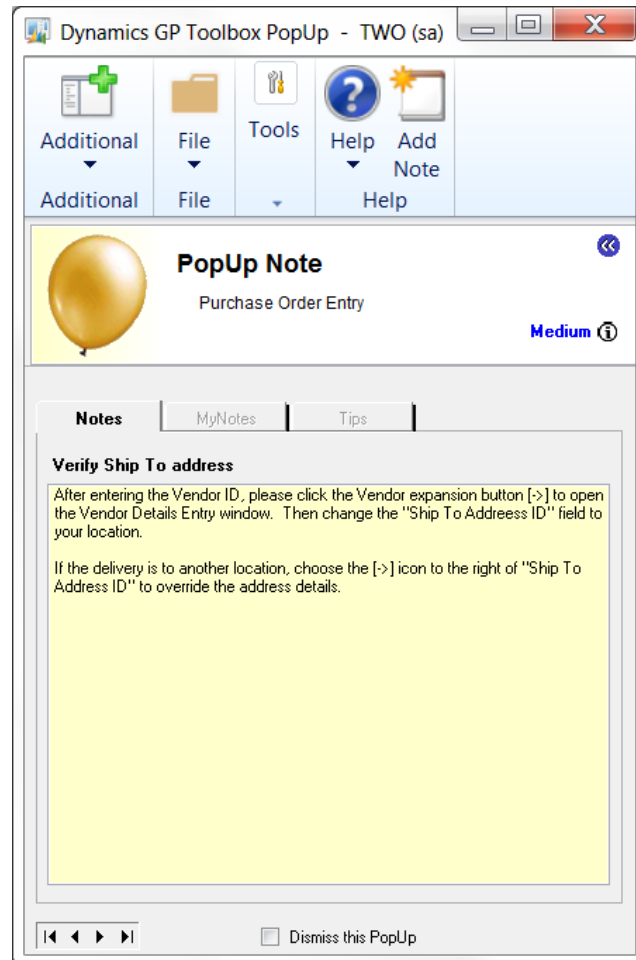 Dynamics GP Toolbox PopUp - TWO (sa)
Additional
File
Tools
Help
Add Note
Additional
File
Help
PopUp Note
Purchase Order Entry
Medium
Notes
MyNotes
Tips
Verify Ship To address
After entering the Vendor ID, please click the Vendor expansion button [->] to open
the Vendor Details Entry window. Then change the "Ship To Addreess ID" field to
your location.
If the delivery is to another location, choose the [->] icon to the right of "Ship To
Address ID" to override the address details.
Dismiss this PopUp